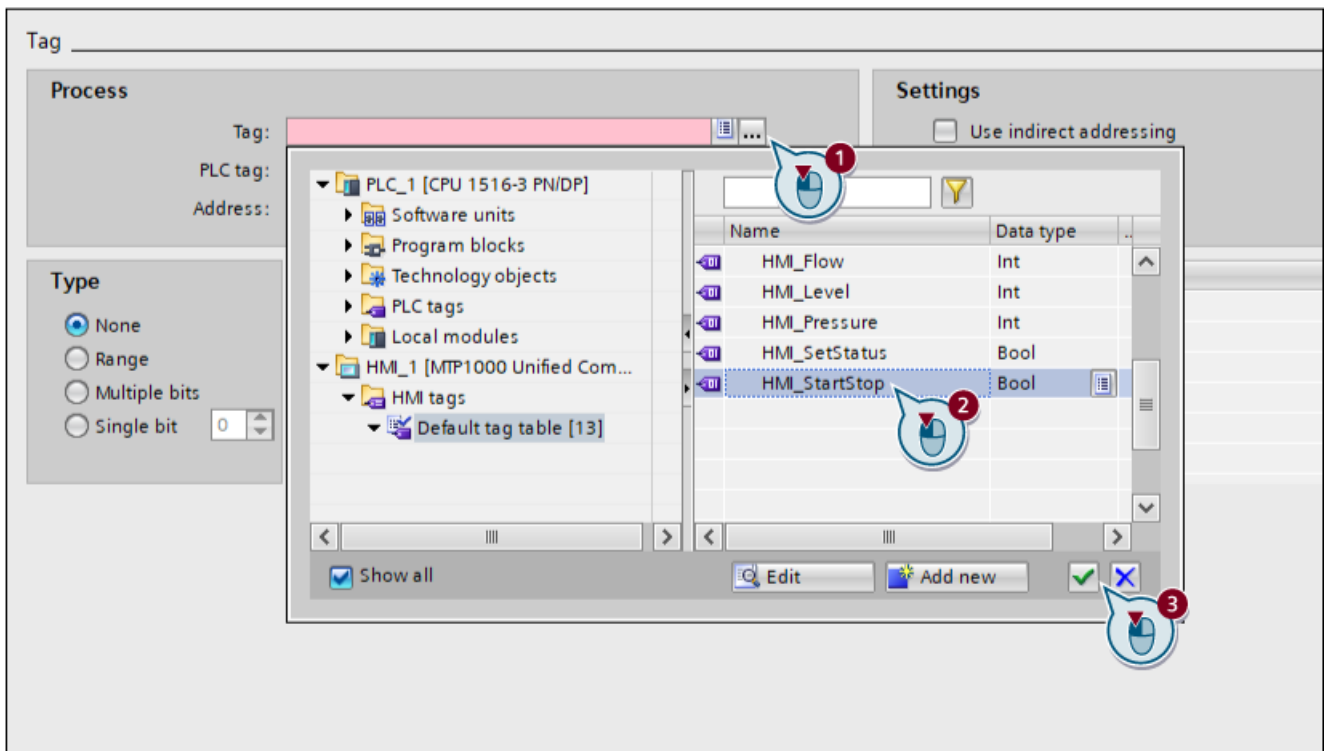 Tag
Process
Tag:
...
PLC tag:
Address:
Settings
Use indirect addressing
1
Type
None
Range
Multiple bits
Single bit 0
PLC_1 [CPU 1516-3 PN/DP]
Software units
Program blocks
Technology objects
PLC tags
Local modules
HMI_1 [MTP1000 Unified Com...
HMI tags
Default tag table [13]
Name Data type ..
HMI_Flow Int
HMI_Level Int
HMI_Pressure Int
HMI_SetStatus Bool
HMI_StartStop Bool
2
Show all
Edit
Add new
3